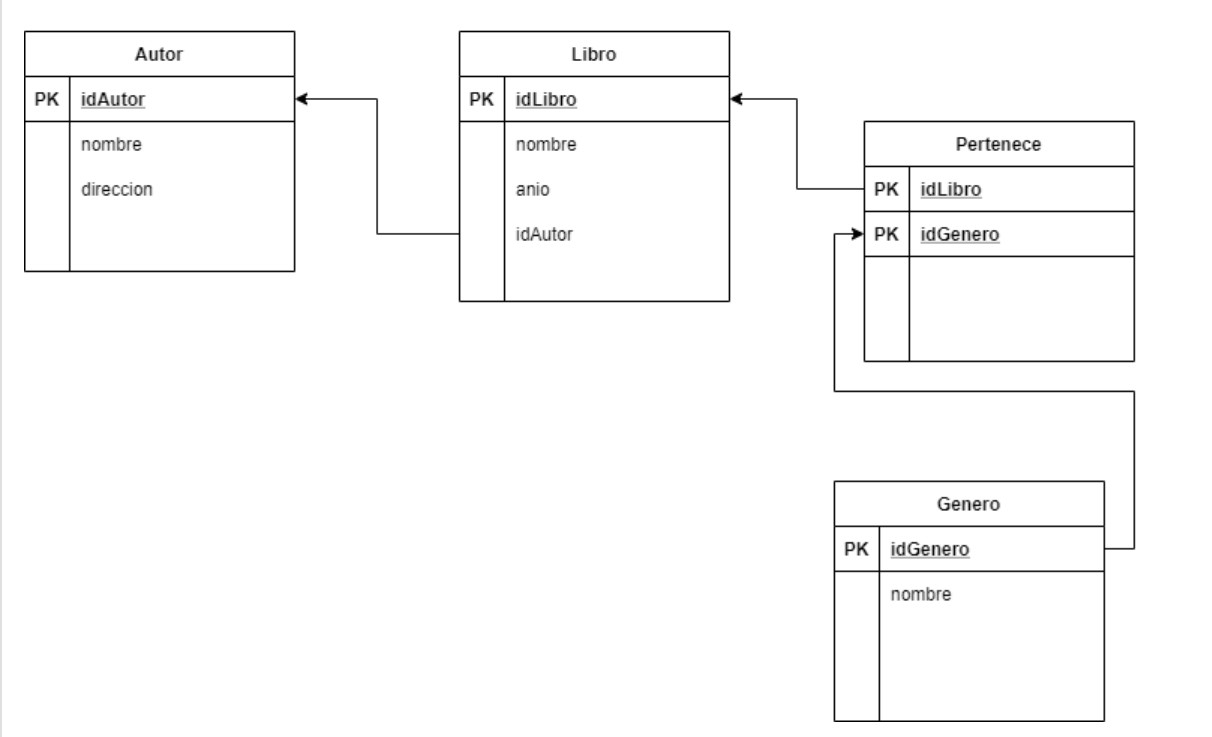 Autor
PK idAutor
nombre
direccion
Libro
PK idLibro
nombre
anio
idAutor
Pertenece
PK idLibro
PK idGenero
Genero
PK idGenero
nombre